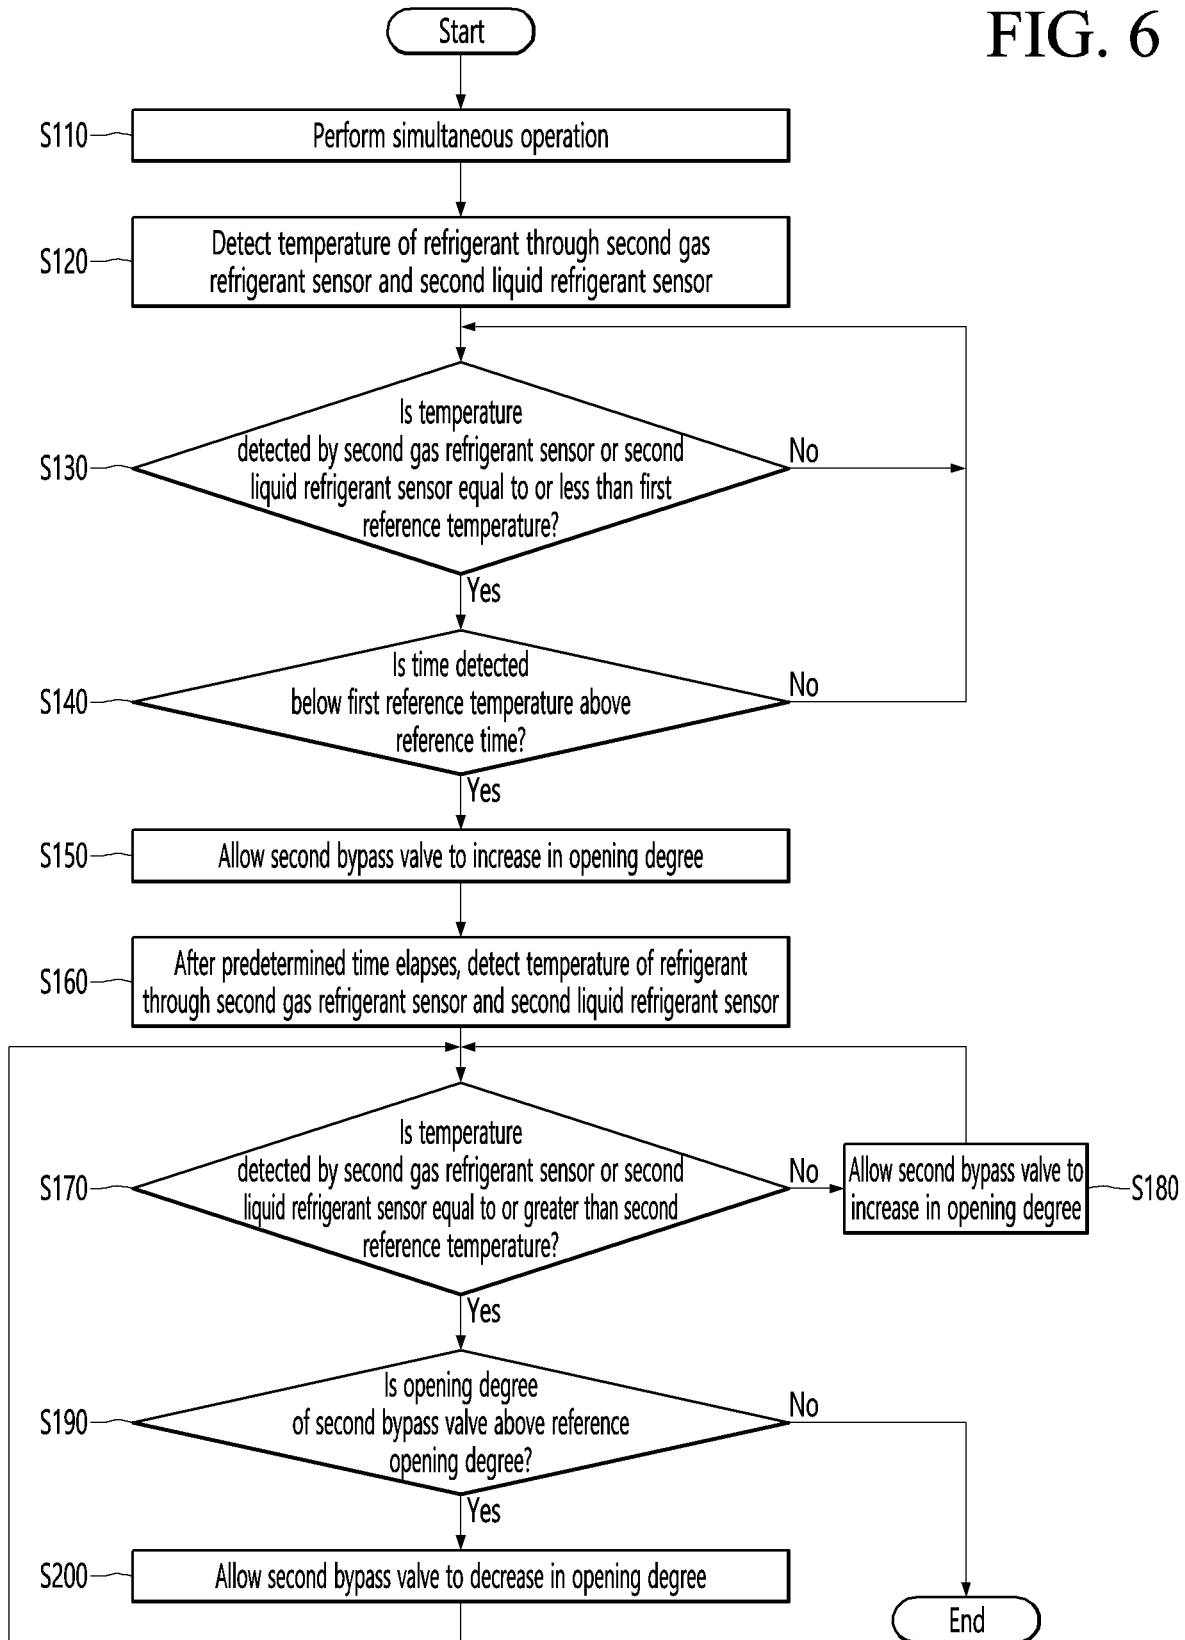 FIG. 6
Start
S110
Perform simultaneous operation
S120
Detect temperature of refrigerant through second gas
refrigerant sensor and second liquid refrigerant sensor
S130
Is temperature
detected by second gas refrigerant sensor or second
liquid refrigerant sensor equal to or less than first
reference temperature?
No
Yes
S140
Is time detected
below first reference temperature above
reference time?
No
Yes
S150
Allow second bypass valve to increase in opening degree
S160
After predetermined time elapses, detect temperature of refrigerant
through second gas refrigerant sensor and second liquid refrigerant sensor
S170
Is temperature
detected by second gas refrigerant sensor or second
liquid refrigerant sensor equal to or greater than second
reference temperature?
No
Allow second bypass valve to
increase in opening degree
S180
Yes
S190
Is opening degree
of second bypass valve above reference
opening degree?
No
Yes
S200
Allow second bypass valve to decrease in opening degree
End